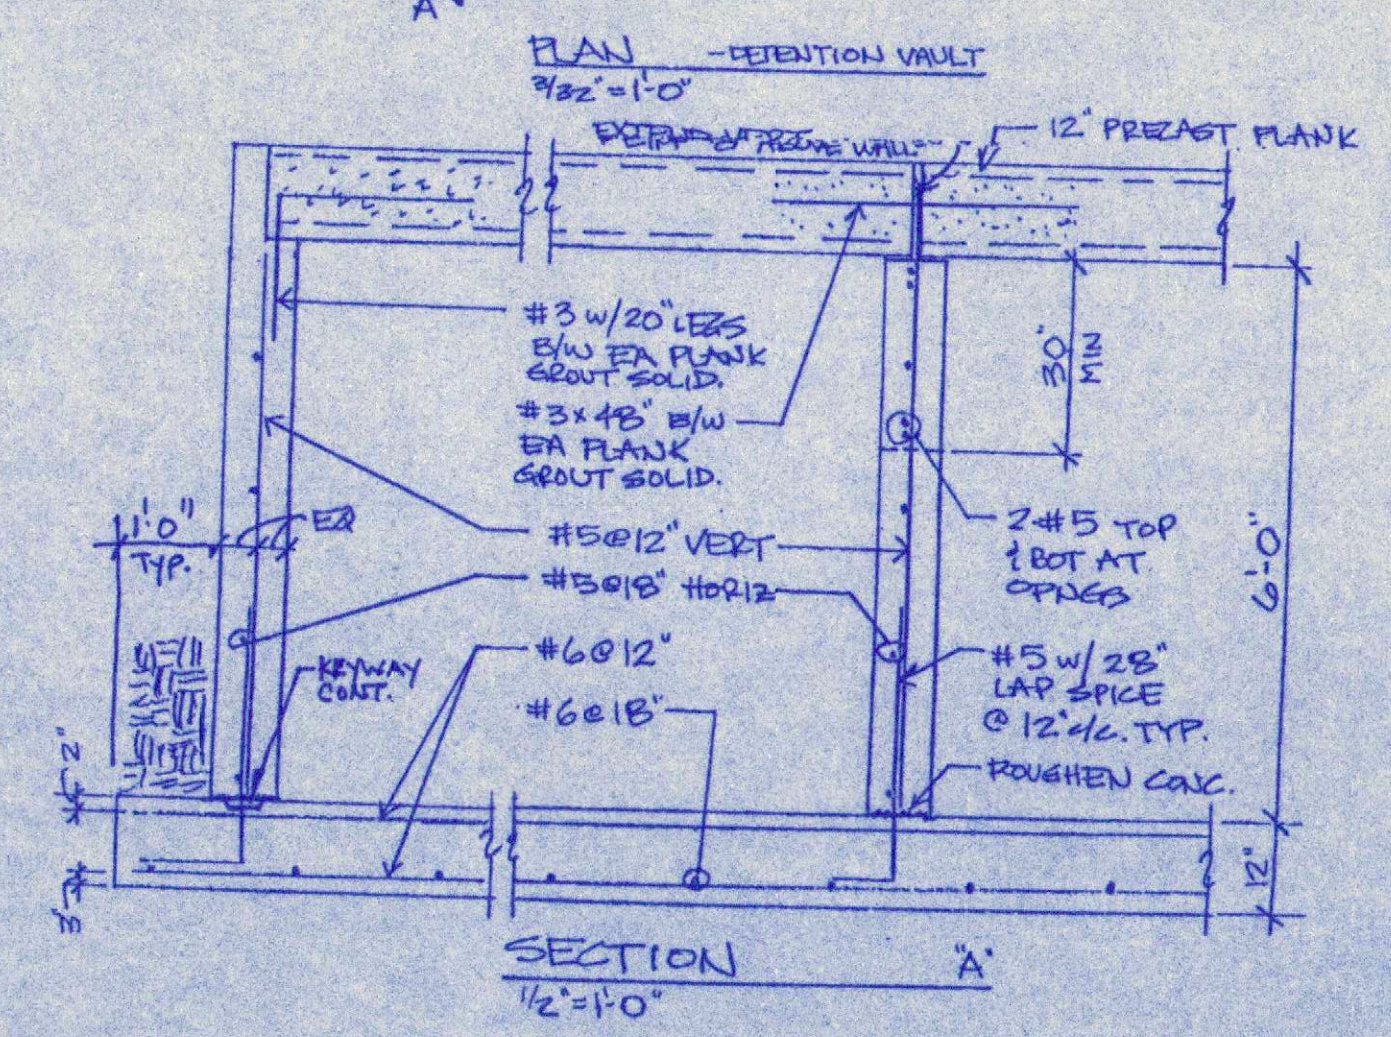 "A"
PLAN - DETENTION VAULT
3/32" = 1'-0"
WALL
12" PRECAST PLANK
#3 W/20" LEGS
B/W EA PLANK
GROUT SOLID.
#3 x 48" B/W
EA PLANK
GROUT SOLID.
30"
MIN
1'-0"
TYP.
EQ
#5@12" VERT
#5@18" HORIZ
2 #5 TOP
& BOT AT
OPNGS
6'-0"
KEYWAY
CONT.
#6@12"
#6@18"
#5 W/ 28"
LAP SPICE
@ 12" c/c. TYP.
ROUGHEN CONC.
2"
3"
12"
SECTION "A"
1/2" = 1'-0"